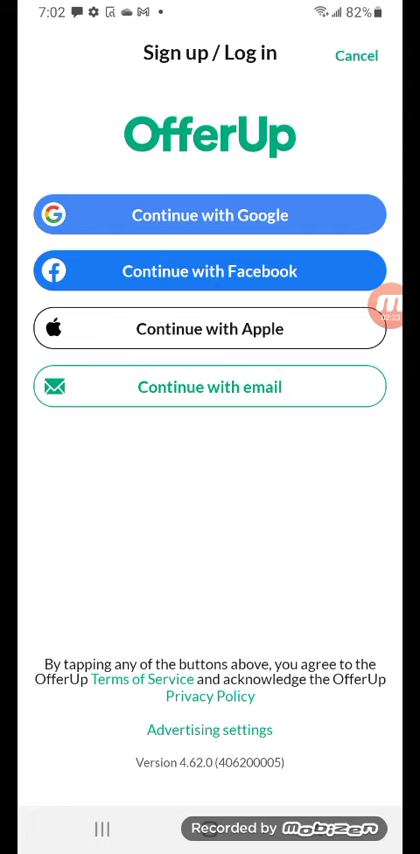 7:02
82%
Sign up / Log in
Cancel
OfferUp
Continue with Google
Continue with Facebook
02:23
Continue with Apple
Continue with email
By tapping any of the buttons above, you agree to the
OfferUp Terms of Service and acknowledge the OfferUp
Privacy Policy
Advertising settings
Version 4.62.0 (406200005)
Recorded by mobizen